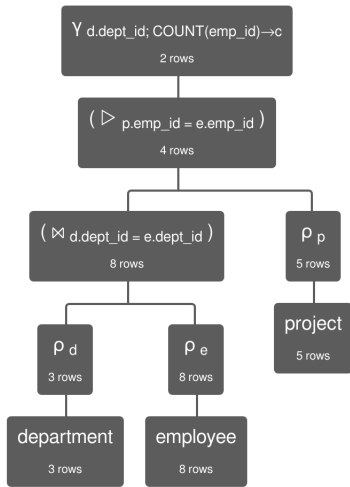 γ d.dept_id; COUNT(emp_id)→c
2 rows
( ▷ p.emp_id = e.emp_id )
4 rows
( ⋈ d.dept_id = e.dept_id )
8 rows
ρ p
5 rows
project
5 rows
ρ d
3 rows
ρ e
8 rows
department
3 rows
employee
8 rows